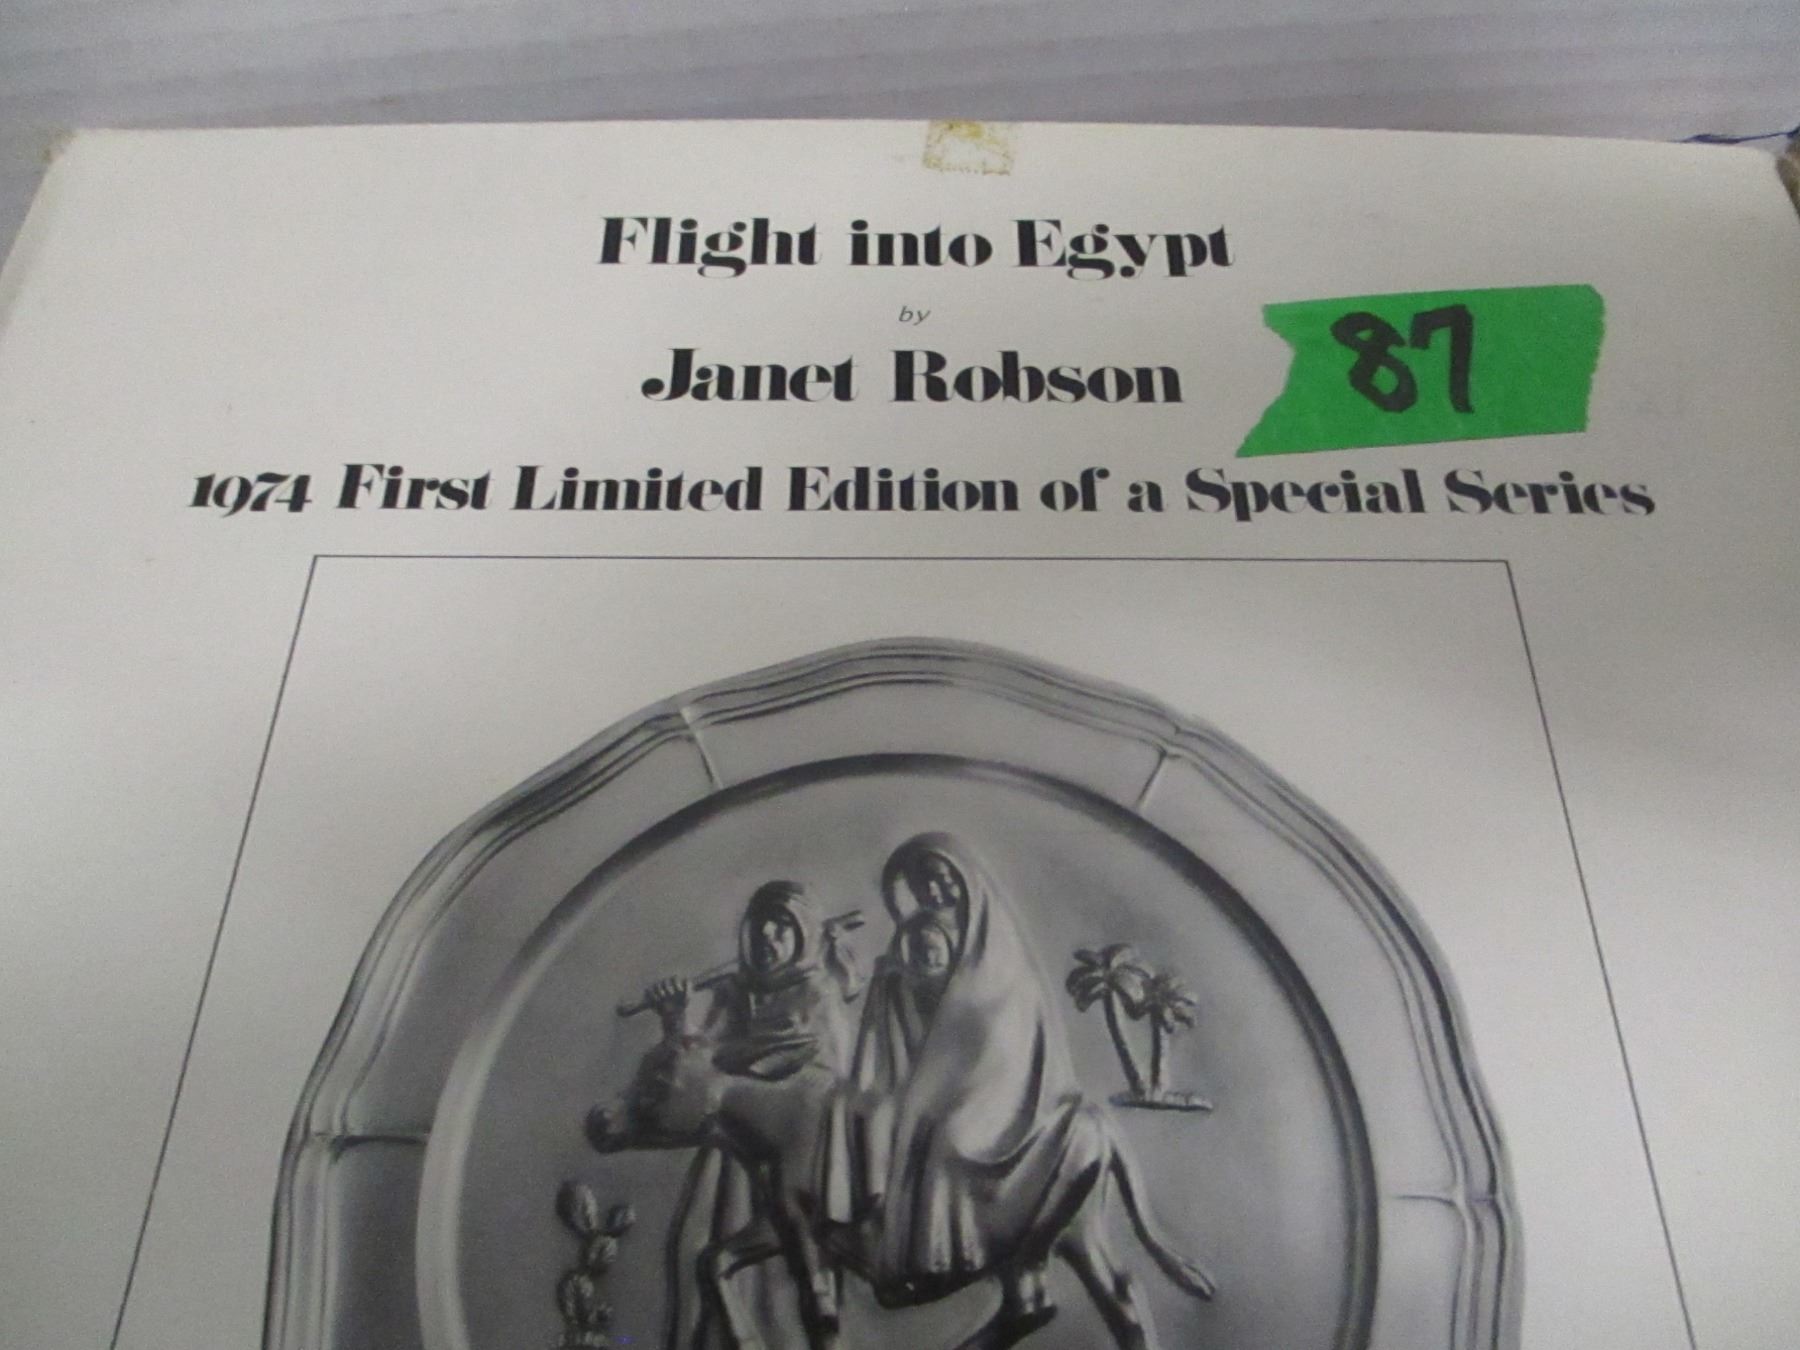 Flight into Egypt
by
Janet Robson
87
1974 First Limited Edition of a Special Series